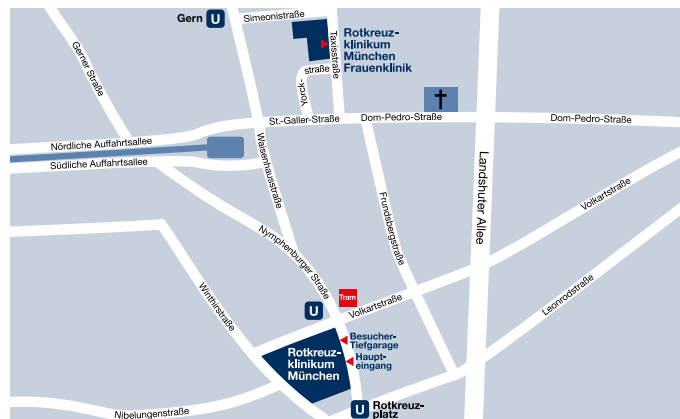 Gern U
Simeonistraße
Rotkreuz-
klinikum
München
Frauenklinik
Taxisstraße
Yorck-
straße
Gerner Straße
St.-Galler-Straße
Dom-Pedro-Straße
Dom-Pedro-Straße
Nördliche Auffahrtsallee
Südliche Auffahrtsallee
Waisenhausstraße
Landshuter Allee
Volkartstraße
Frundsbergstraße
Nymphenburger Straße
Tram
U
Volkartstraße
Leonrodstraße
Winthirstraße
Besucher-
Tiefgarage
Haupt-
eingang
Rotkreuz-
klinikum
München
Nibelungenstraße
U Rotkreuz-
platz